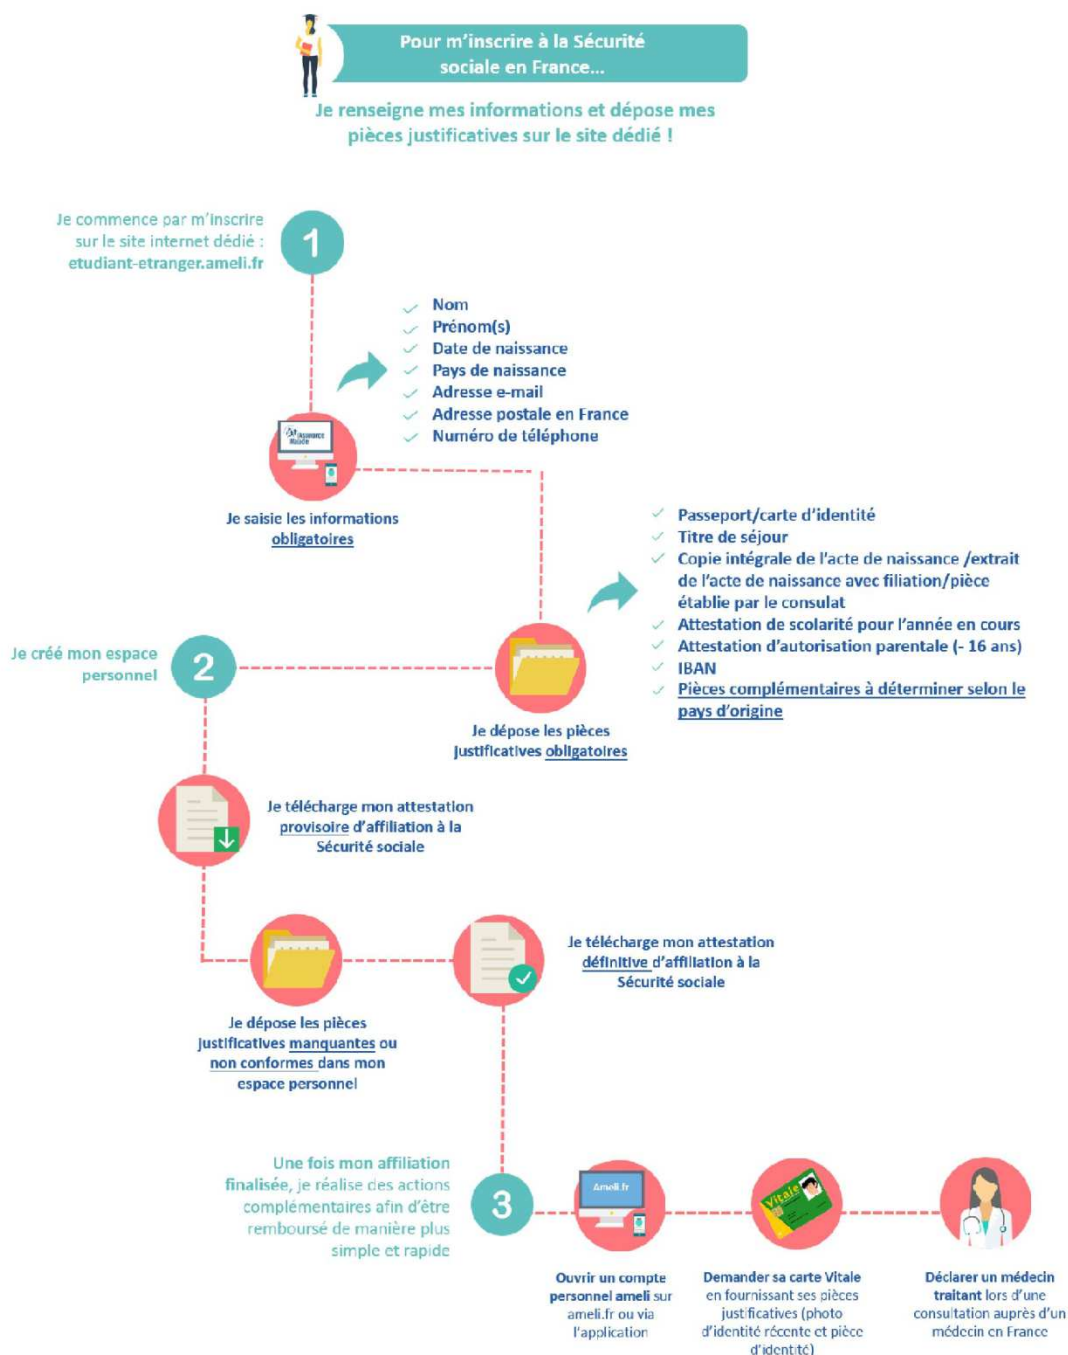 Pour m'inscrire à la Sécurité
sociale en France...
Je renseigne mes informations et dépose mes
pièces justificatives sur le site dédié !
Je commence par m'inscrire
sur le site internet dédié :
etudiant-etranger.ameli.fr
1
Nom
Prénom(s)
Date de naissance
Pays de naissance
Adresse e-mail
Adresse postale en France
Numéro de téléphone
l'Assurance
Maladie
Je saisie les informations
obligatoires
Passeport/carte d'identité
Titre de séjour
Copie intégrale de l'acte de naissance /extrait
de l'acte de naissance avec filiation/pièce
établie par le consulat
Attestation de scolarité pour l'année en cours
Attestation d'autorisation parentale (- 16 ans)
IBAN
Pièces complémentaires à déterminer selon le
pays d'origine
Je créé mon espace
personnel
2
Je dépose les pièces
justificatives obligatoires
Je télécharge mon attestation
provisoire d'affiliation à la
Sécurité sociale
Je télécharge mon attestation
définitive d'affiliation à la
Sécurité sociale
Je dépose les pièces
justificatives manquantes ou
non conformes dans mon
espace personnel
Une fois mon affiliation
finalisée, je réalise des actions
complémentaires afin d'être
remboursé de manière plus
simple et rapide
3
Ameli.fr
Vitale
Ouvrir un compte
personnel ameli sur
ameli.fr ou via
l'application
Demander sa carte Vitale
en fournissant ses pièces
justificatives (photo
d'identité récente et pièce
d'identité)
Déclarer un médecin
traitant lors d'une
consultation auprès d'un
médecin en France